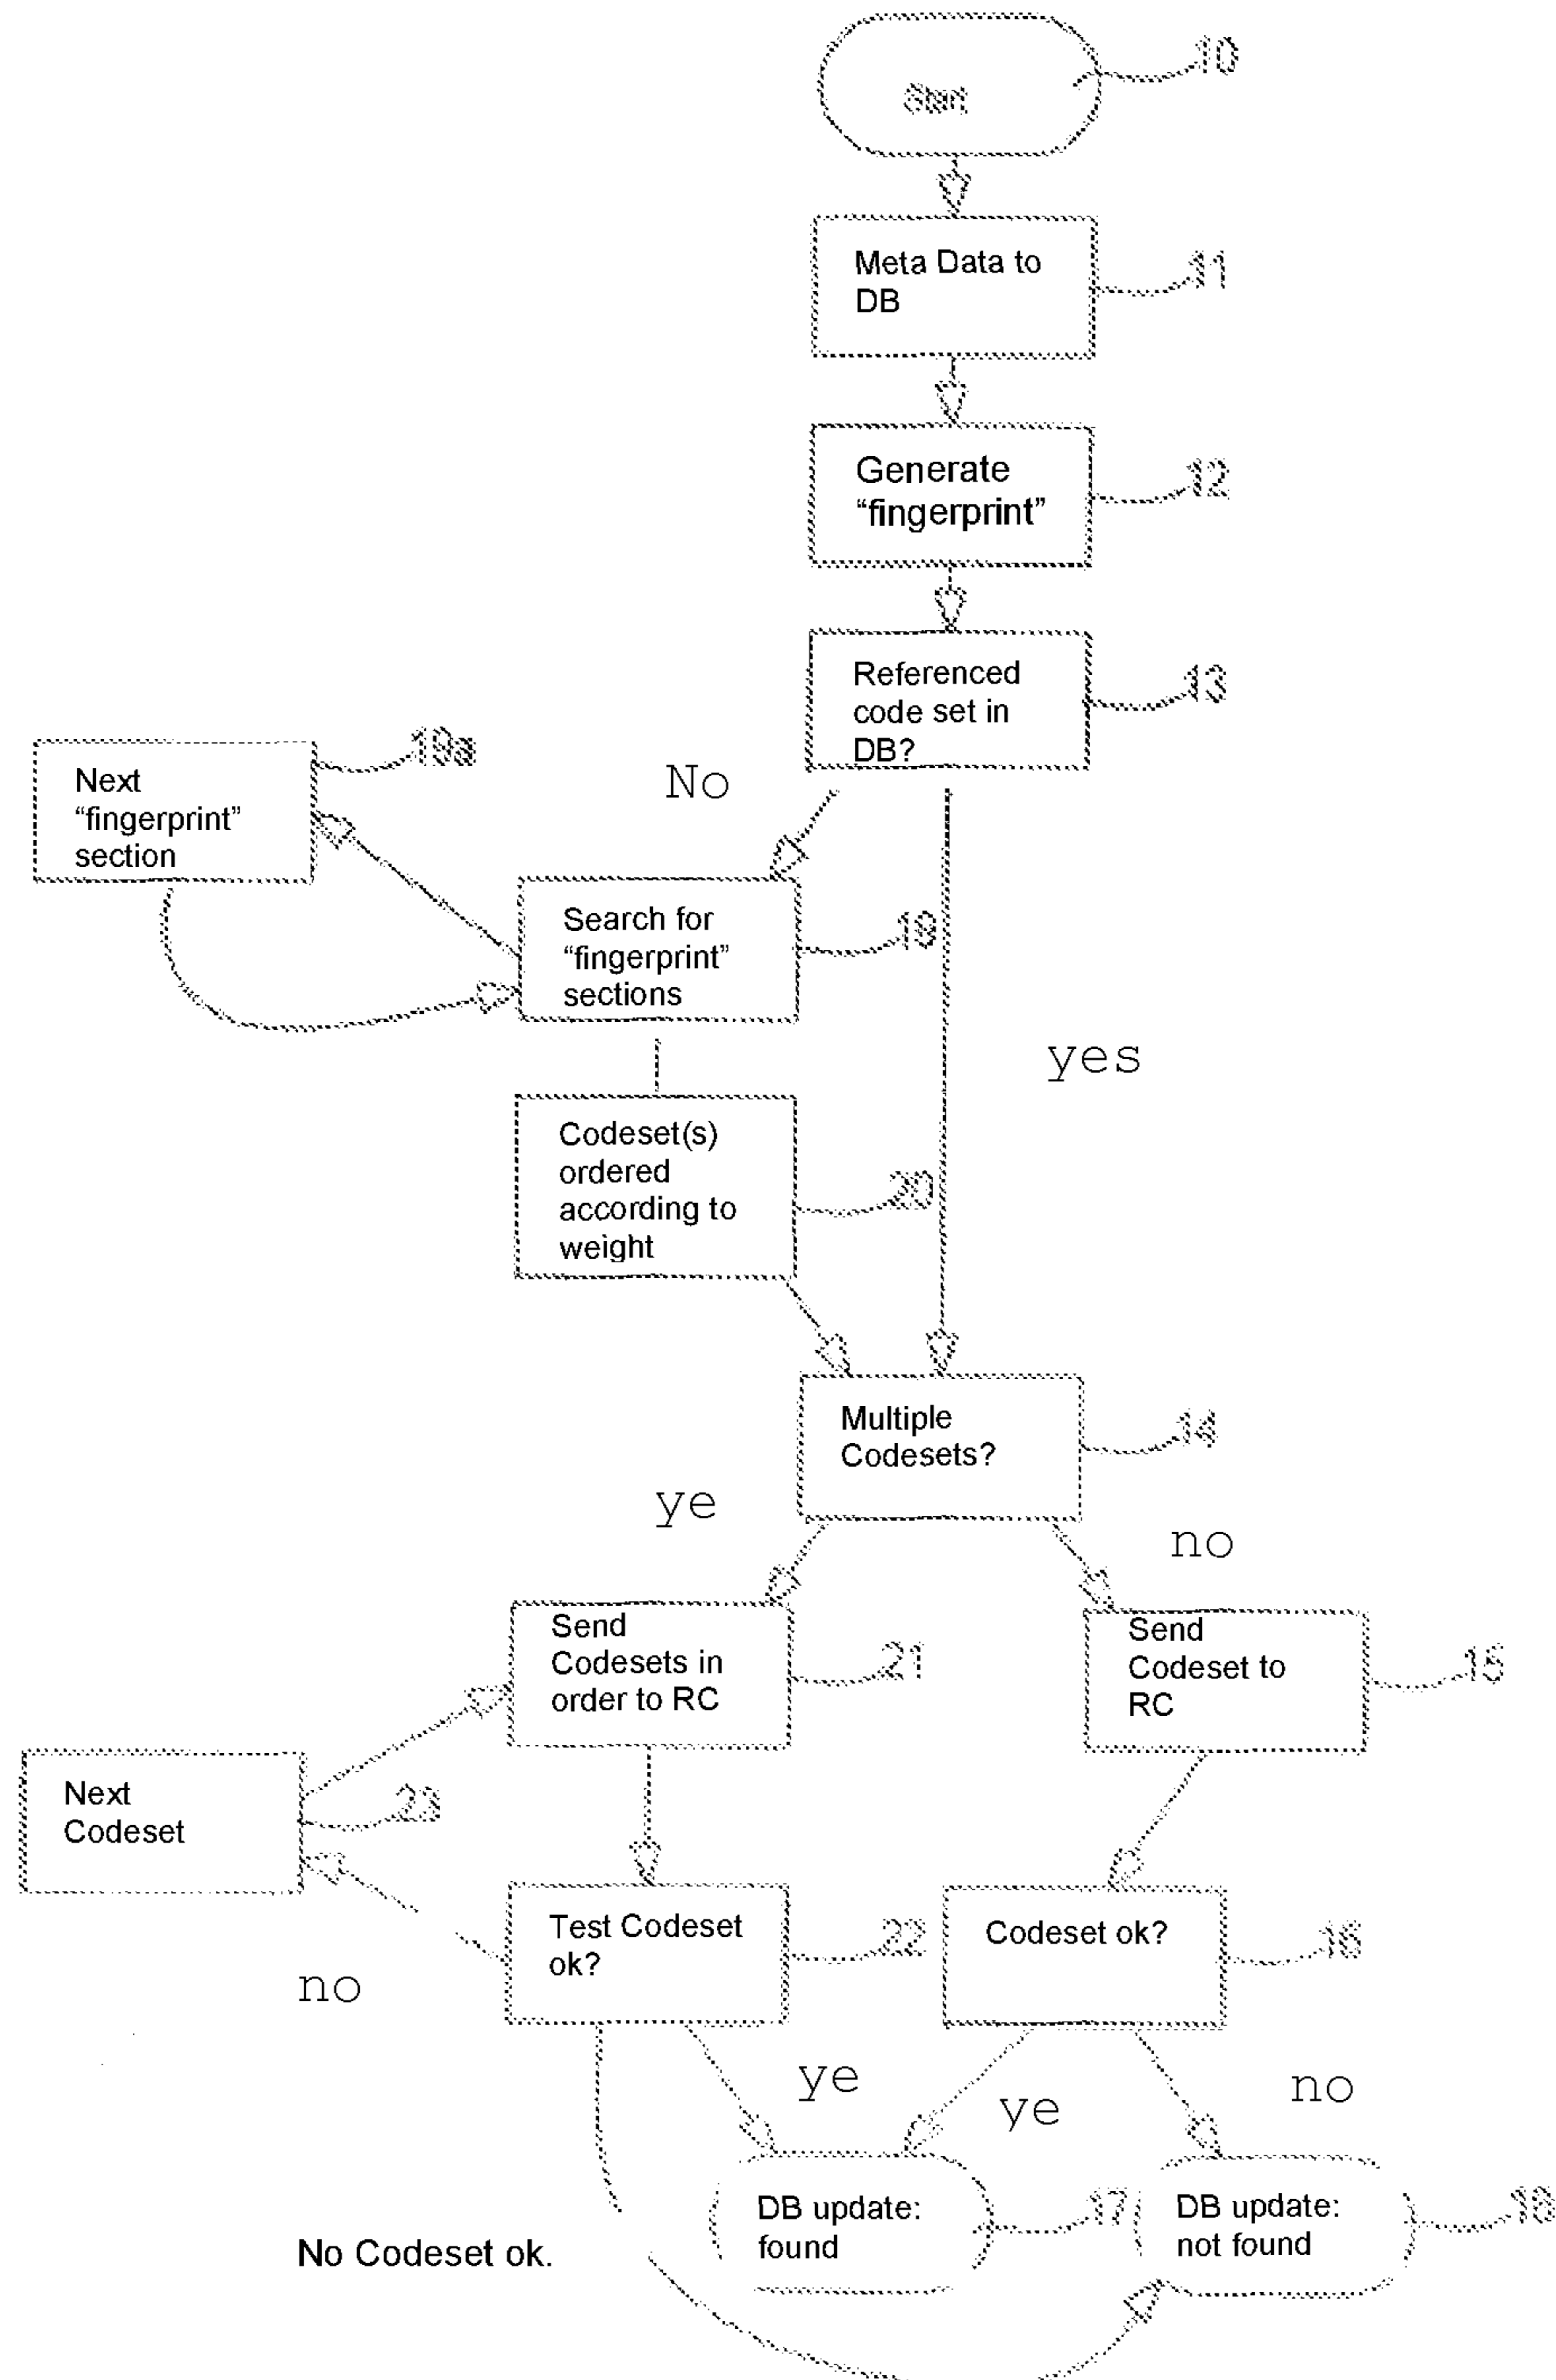 Start
10
Meta Data to
DB
11
Generate
“fingerprint”
12
Referenced
code set in
DB?
13
No
Next
“fingerprint”
section
19a
Search for
“fingerprint”
sections
19
yes
Codeset(s)
ordered
according to
weight
20
Multiple
Codesets?
14
ye
no
Send
Codesets in
order to RC
21
Send
Codeset to
RC
15
Next
Codeset
23
Test Codeset
ok?
22
Codeset ok?
16
no
ye
ye
no
DB update:
found
17
DB update:
not found
18
No Codeset ok.